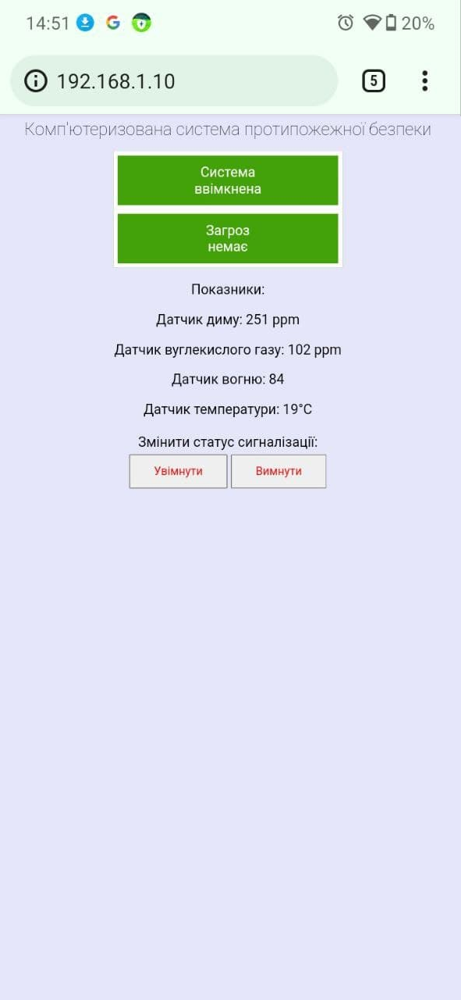 14:51 20%
192.168.1.10 5
Комп'ютеризована система протипожежної безпеки
Система
ввімкнена
Загроз
немає
Показники:
Датчик диму: 251 ppm
Датчик вуглекислого газу: 102 ppm
Датчик вогню: 84
Датчик температури: 19°C
Змінити статус сигналізації:
Увімнути Вимнути